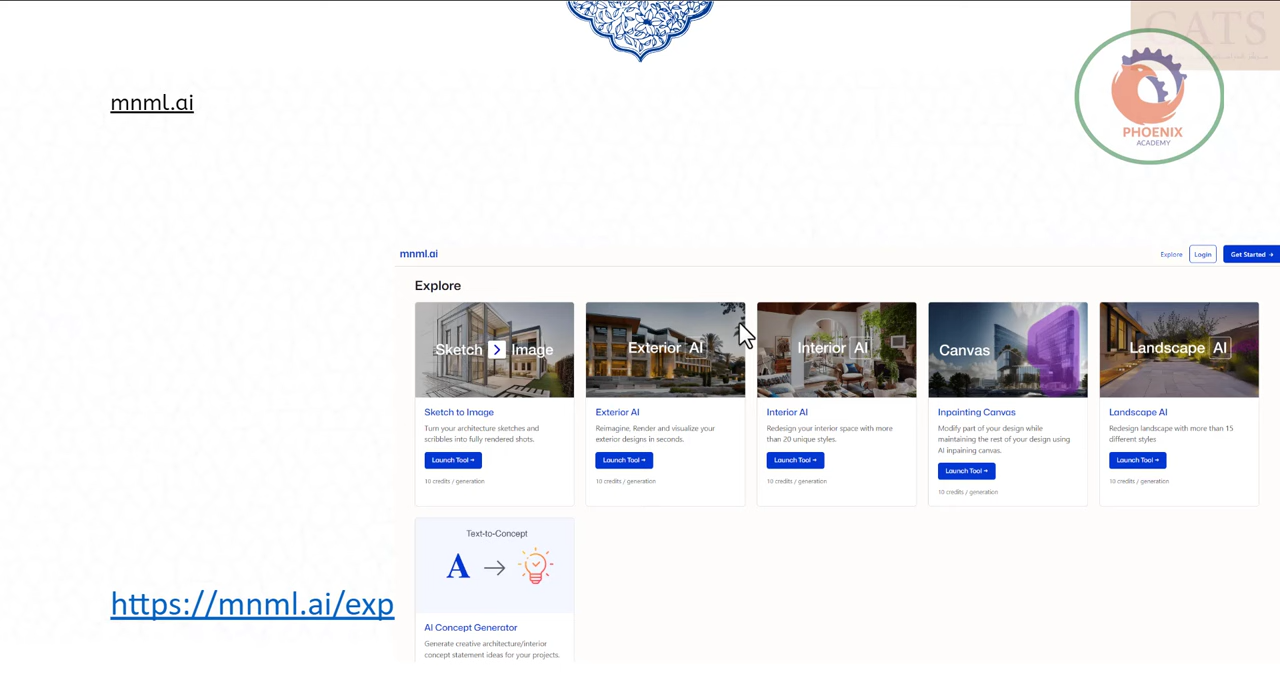 CATS
mnml.ai
PHOENIX
ACADEMY
mnml.ai
Explore
Login
Get Started →
Explore
Sketch > Image
Exterior AI
Interior AI
Canvas
Landscape AI
Sketch to Image
Turn your architecture sketches and
scribbles into fully rendered shots.
Launch Tool →
10 credits / generation
Exterior AI
Reimagine, Render and visualize your
exterior designs in seconds.
Launch Tool →
10 credits / generation
Interior AI
Redesign your interior space with more
than 20 unique styles.
Launch Tool →
10 credits / generation
Inpainting Canvas
Modify part of your design while
maintaining the rest of your design using
AI inpaining canvas.
Launch Tool →
10 credits / generation
Landscape AI
Redesign landscape with more than 15
different styles
Launch Tool →
10 credits / generation
Text-to-Concept
A →
AI Concept Generator
Generate creative architecture/interior
concept statement ideas for your projects.
https://mnml.ai/exp